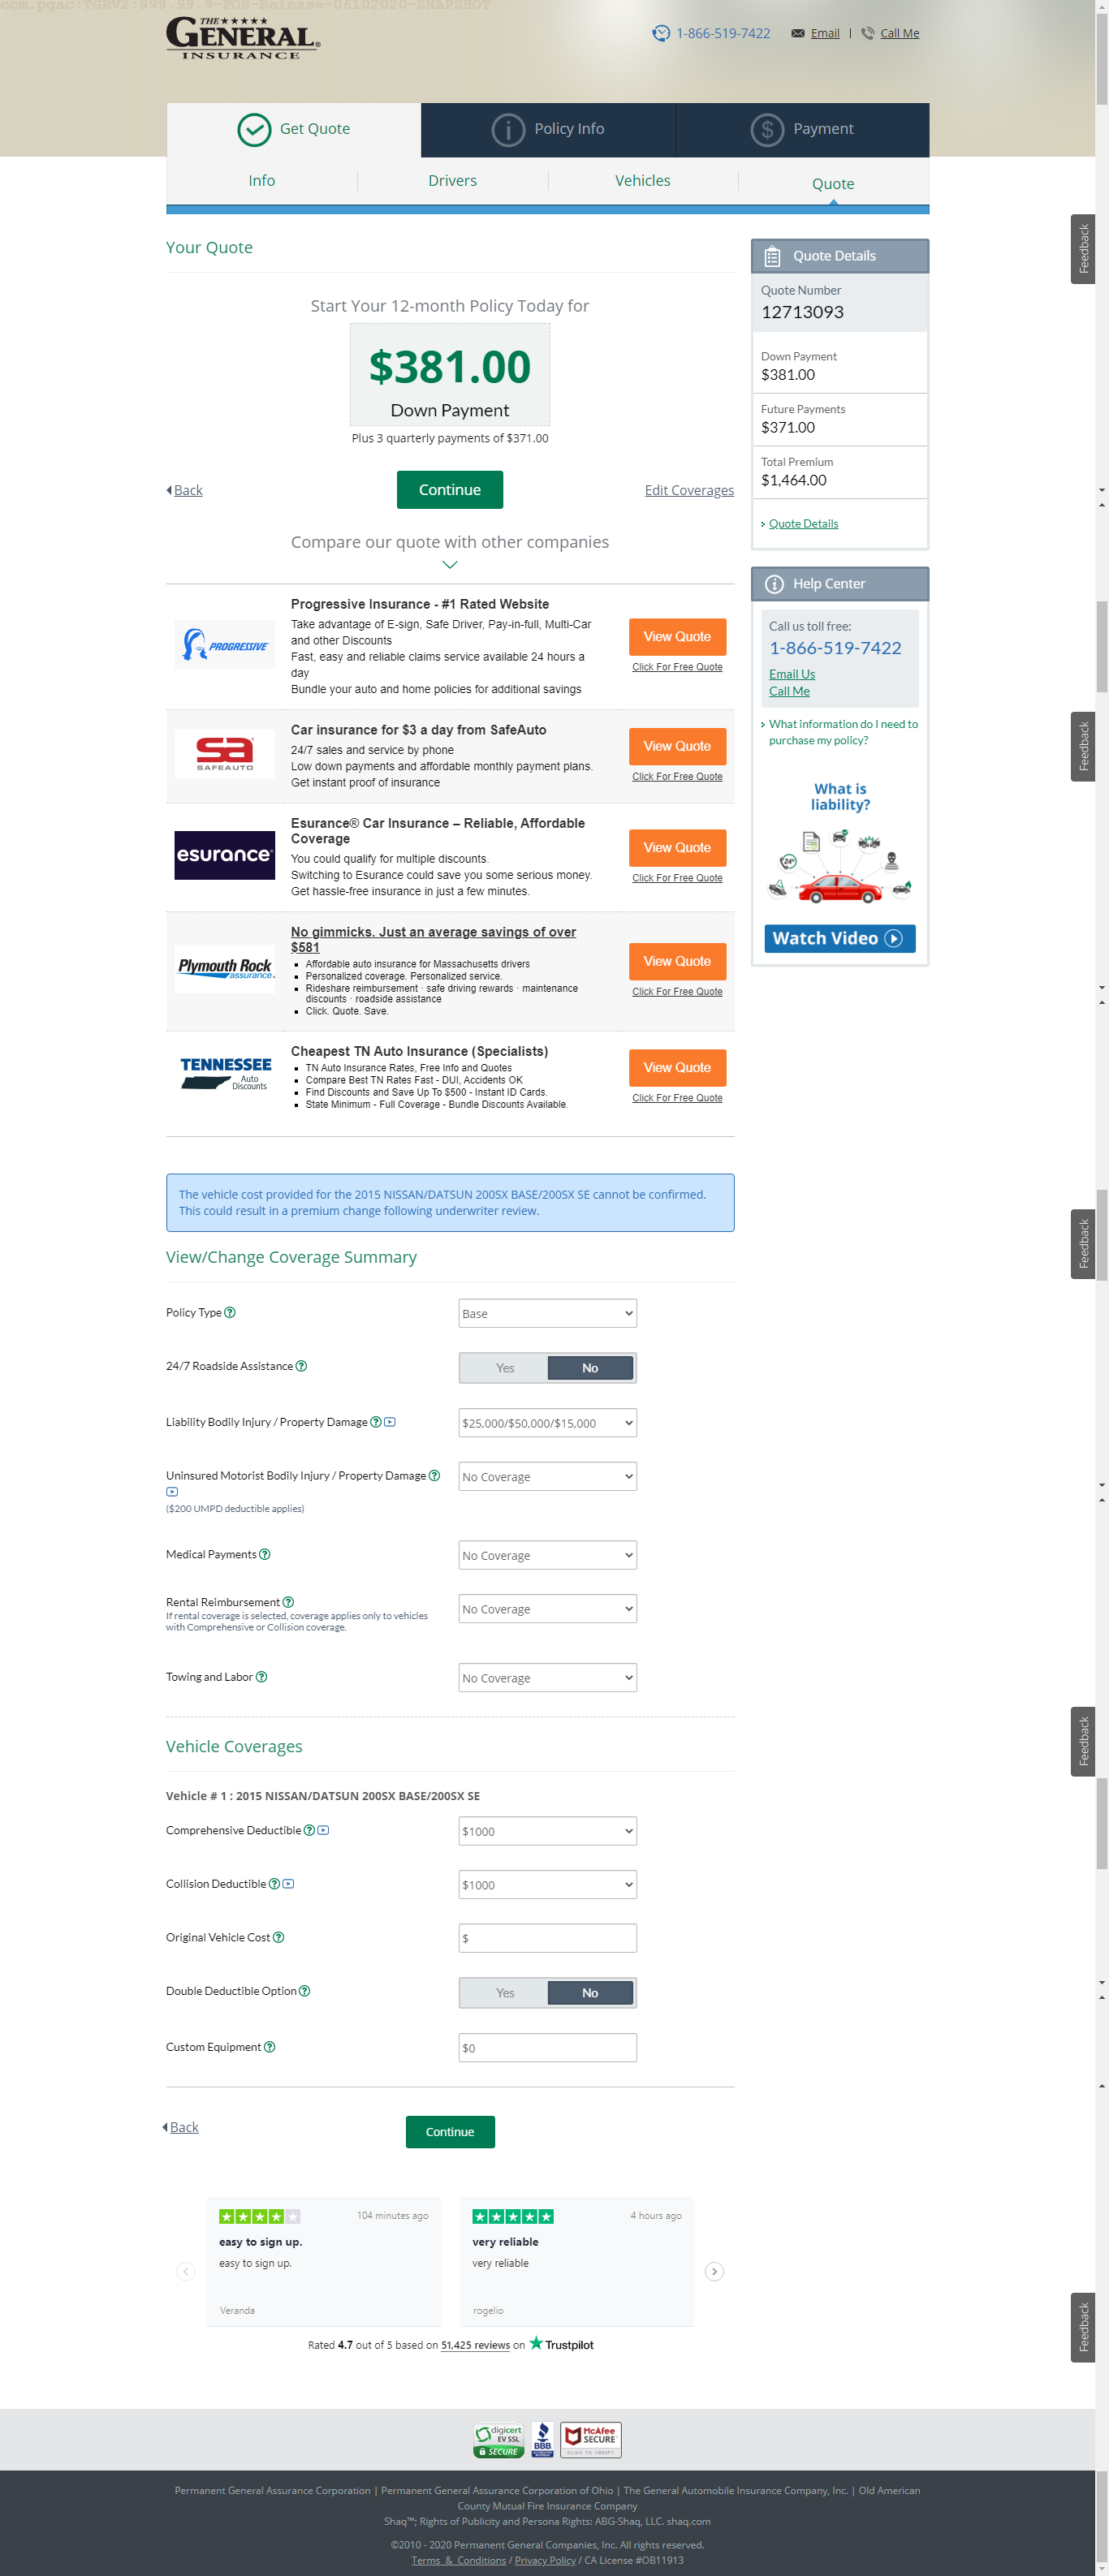 com.pgac:TGRV2:999.99.9-POS-Release-06102020-SNAPSHOT
THE
GENERAL®
INSURANCE
1-866-519-7422
Email | Call Me
Get Quote
Policy Info
Payment
Info
Drivers
Vehicles
Quote
Feedback
Your Quote
Start Your 12-month Policy Today for
$381.00
Down Payment
Plus 3 quarterly payments of $371.00
Back
Continue
Edit Coverages
Quote Details
Quote Number
12713093
Down Payment
$381.00
Future Payments
$371.00
Total Premium
$1,464.00
Quote Details
Help Center
Call us toll free:
1-866-519-7422
Email Us
Call Me
What information do I need to
purchase my policy?
What is
liability?
24H
Watch Video
Feedback
Compare our quote with other companies
PROGRESSIVE
Progressive Insurance - #1 Rated Website
Take advantage of E-sign, Safe Driver, Pay-in-full, Multi-Car
and other Discounts
Fast, easy and reliable claims service available 24 hours a
day
Bundle your auto and home policies for additional savings
View Quote
Click For Free Quote
sa
SAFEAUTO
Car insurance for $3 a day from SafeAuto
24/7 sales and service by phone
Low down payments and affordable monthly payment plans.
Get instant proof of insurance
View Quote
Click For Free Quote
esurance®
Esurance® Car Insurance – Reliable, Affordable
Coverage
You could qualify for multiple discounts.
Switching to Esurance could save you some serious money.
Get hassle-free insurance in just a few minutes.
View Quote
Click For Free Quote
Plymouth Rock
assurance
No gimmicks. Just an average savings of over
$581
Affordable auto insurance for Massachusetts drivers
Personalized coverage. Personalized service.
Rideshare reimbursement · safe driving rewards · maintenance
discounts · roadside assistance
Click. Quote. Save.
View Quote
Click For Free Quote
TENNESSEE
Auto
Discounts
Cheapest TN Auto Insurance (Specialists)
TN Auto Insurance Rates, Free Info and Quotes
Compare Best TN Rates Fast - DUI, Accidents OK
Find Discounts and Save Up To $500 - Instant ID Cards.
State Minimum - Full Coverage - Bundle Discounts Available.
View Quote
Click For Free Quote
The vehicle cost provided for the 2015 NISSAN/DATSUN 200SX BASE/200SX SE cannot be confirmed.
This could result in a premium change following underwriter review.
Feedback
View/Change Coverage Summary
Policy Type
Base
24/7 Roadside Assistance
Yes
No
Liability Bodily Injury / Property Damage
$25,000/$50,000/$15,000
Uninsured Motorist Bodily Injury / Property Damage
No Coverage
($200 UMPD deductible applies)
Medical Payments
No Coverage
Rental Reimbursement
If rental coverage is selected, coverage applies only to vehicles
with Comprehensive or Collision coverage.
No Coverage
Towing and Labor
No Coverage
Feedback
Vehicle Coverages
Vehicle # 1 : 2015 NISSAN/DATSUN 200SX BASE/200SX SE
Comprehensive Deductible
$1000
Collision Deductible
$1000
Original Vehicle Cost
$
Double Deductible Option
Yes
No
Custom Equipment
$0
Back
Continue
104 minutes ago
easy to sign up.
easy to sign up.
Veranda
4 hours ago
very reliable
very reliable
rogelio
Feedback
Rated 4.7 out of 5 based on 51,425 reviews on Trustpilot
digicert
EV SSL
SECURE
BBB
McAfee
SECURE
CLICK TO VERIFY
Permanent General Assurance Corporation | Permanent General Assurance Corporation of Ohio | The General Automobile Insurance Company, Inc. | Old American
County Mutual Fire Insurance Company
Shaq™; Rights of Publicity and Persona Rights: ABG-Shaq, LLC. shaq.com
©2010 - 2020 Permanent General Companies, Inc. All rights reserved.
Terms & Conditions / Privacy Policy / CA License #OB11913